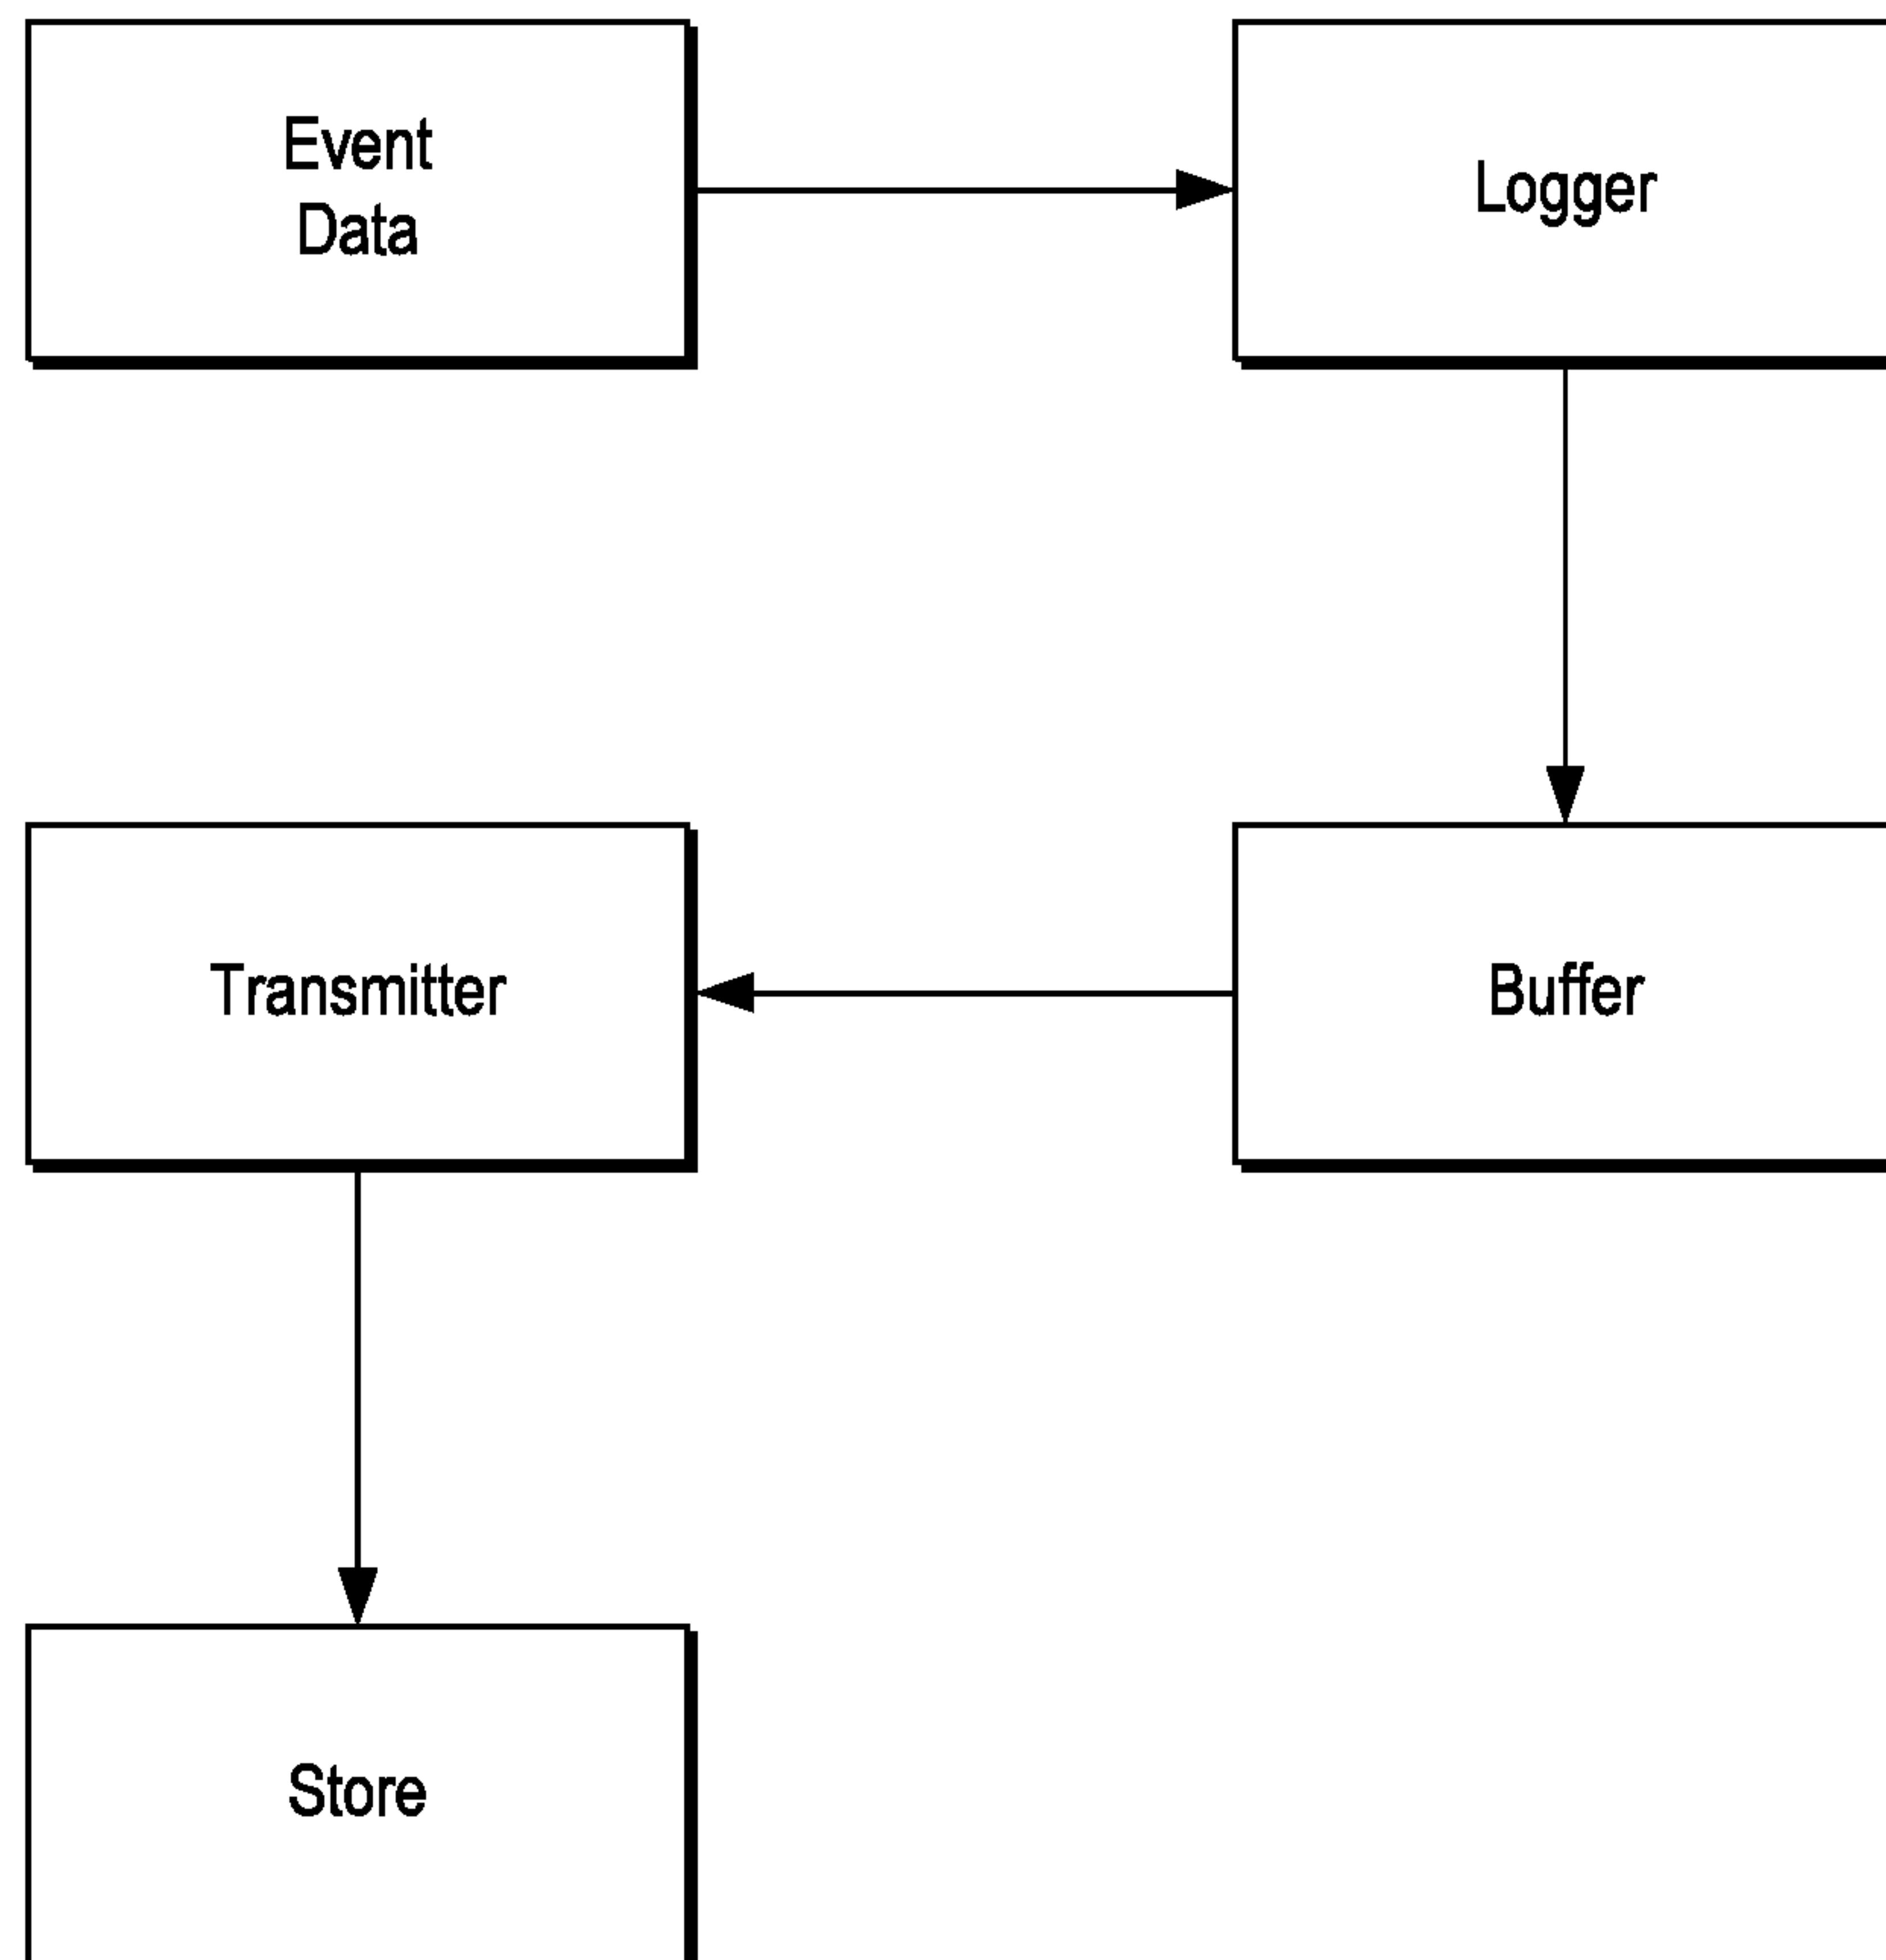 Event
Data
Logger
Transmitter
Buffer
Store